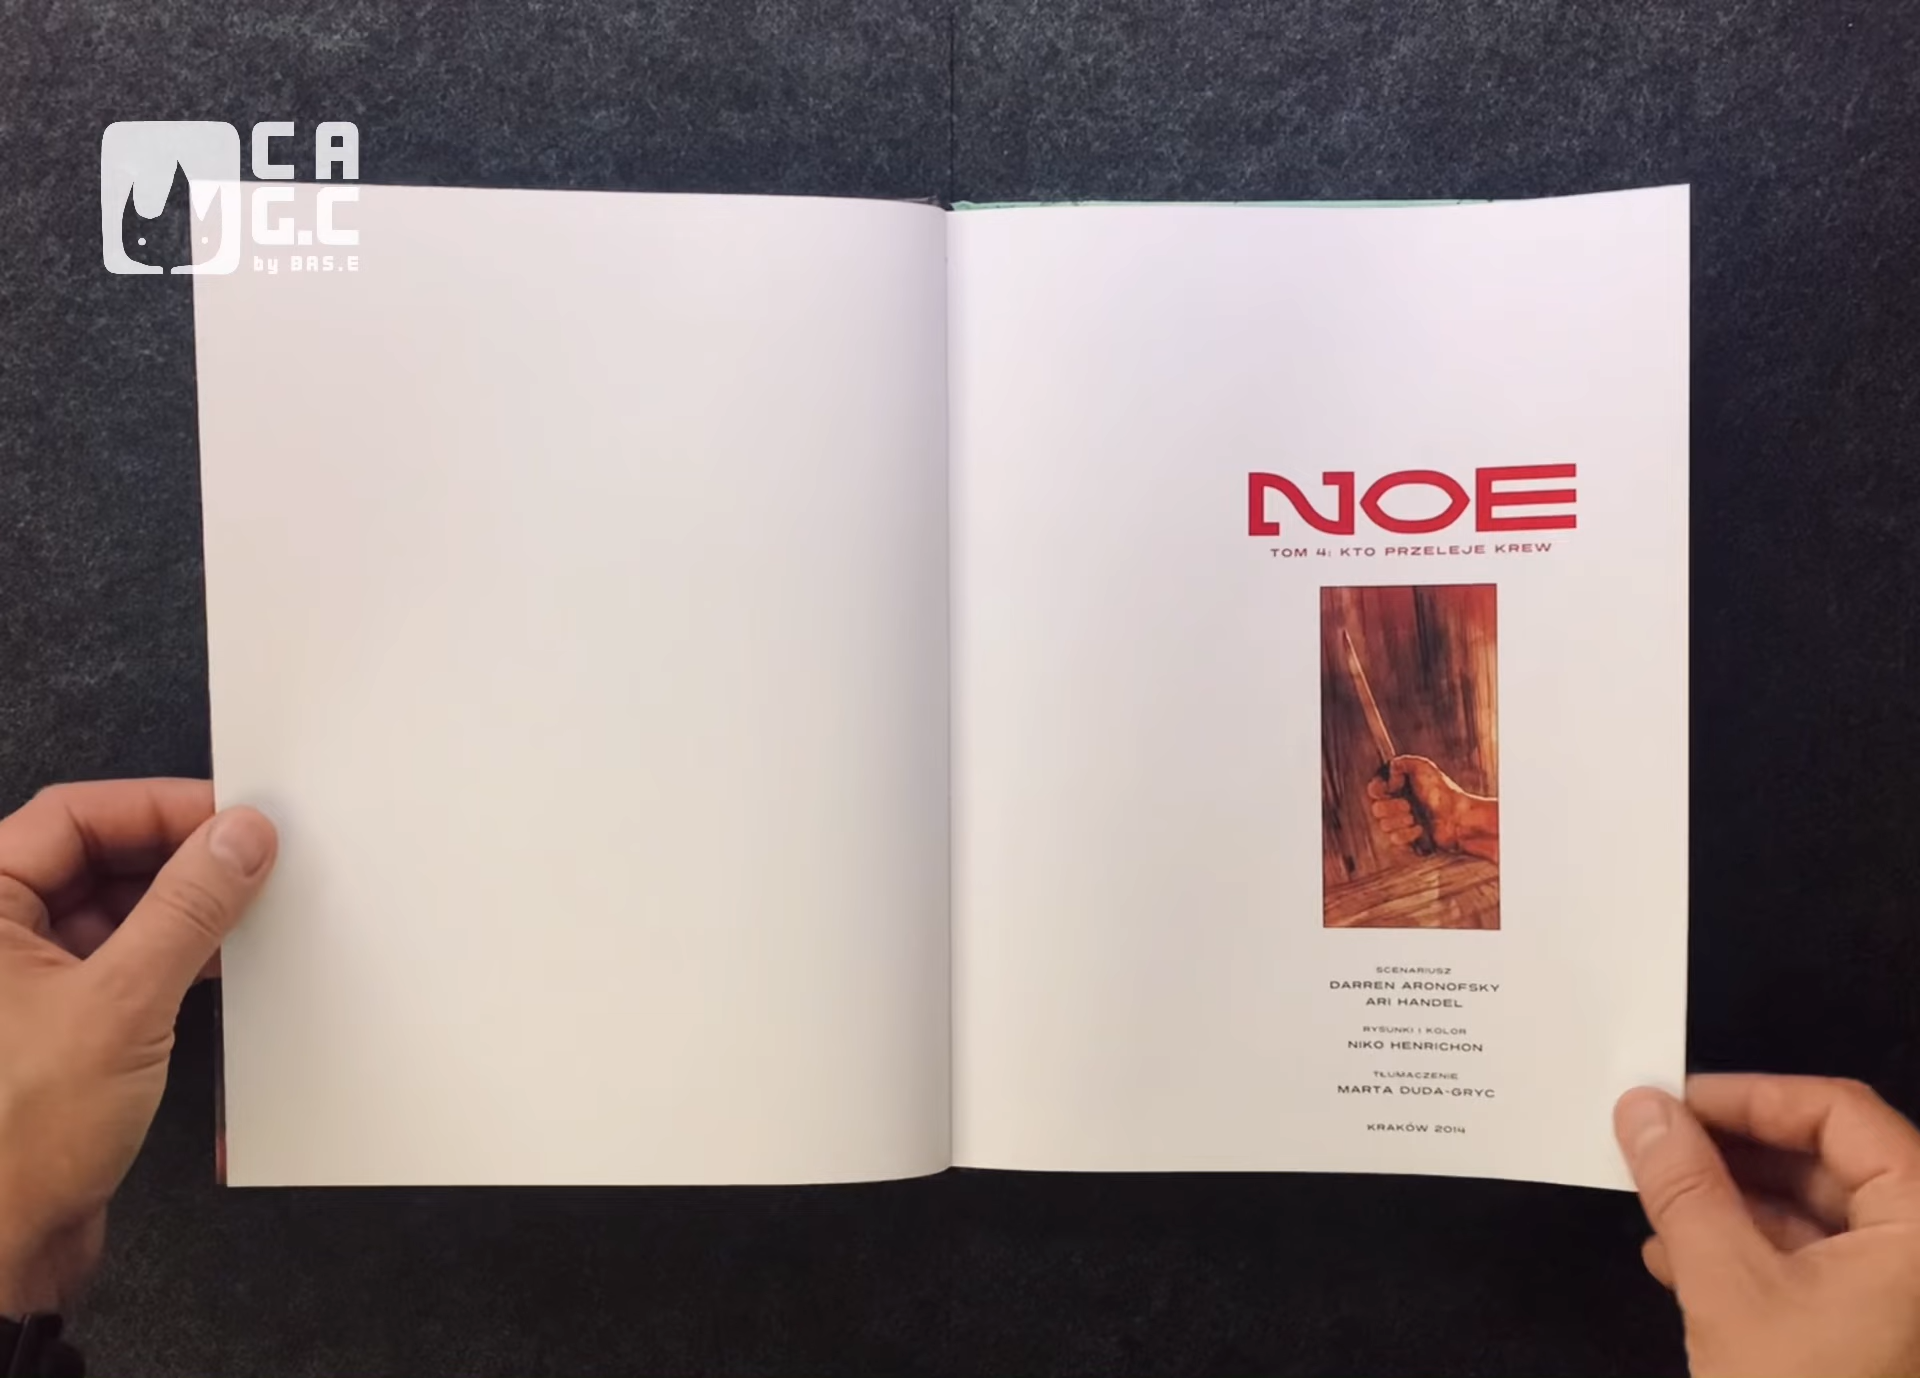 CA
G.C
by BAS.E
NOE
TOM 4: KTO PRZELEJE KREW
SCENARIUSZ
DARREN ARONOFSKY
ARI HANDEL
RYSUNKI I KOLOR
NIKO HENRICHON
TŁUMACZENIE
MARTA DUDA-GRYC
KRAKÓW 2014